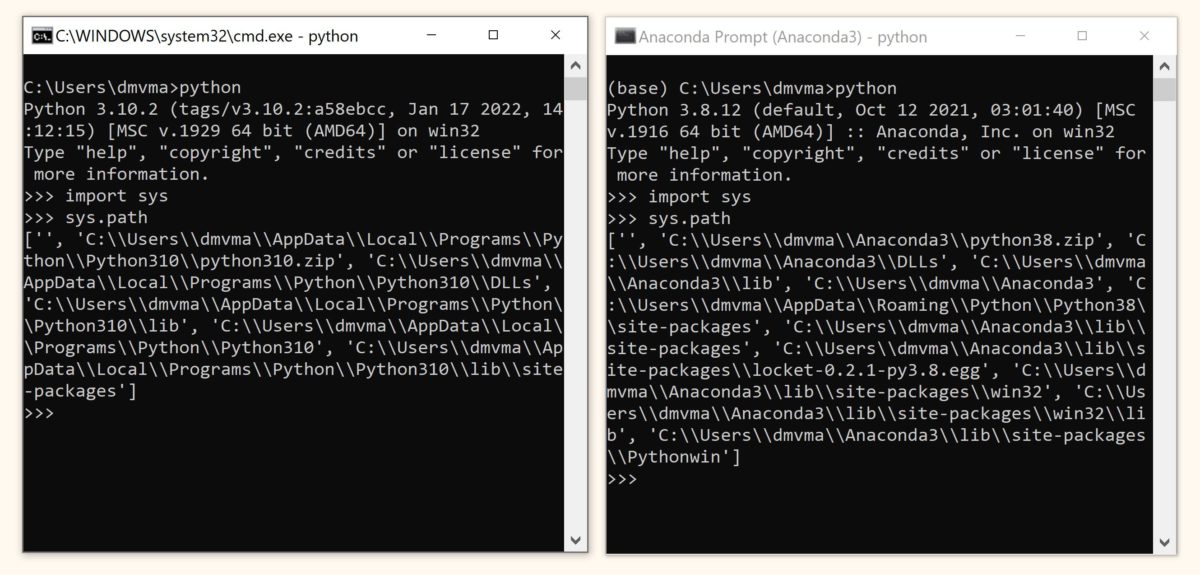 C:\WINDOWS\system32\cmd.exe - python
C:\Users\dmvma>python
Python 3.10.2 (tags/v3.10.2:a58ebcc, Jan 17 2022, 14
:12:15) [MSC v.1929 64 bit (AMD64)] on win32
Type "help", "copyright", "credits" or "license" for
 more information.
>>> import sys
>>> sys.path
['', 'C:\\Users\\dmvma\\AppData\\Local\\Programs\\Py
thon\\Python310\\python310.zip', 'C:\\Users\\dmvma\\
AppData\\Local\\Programs\\Python\\Python310\\DLLs',
'C:\\Users\\dmvma\\AppData\\Local\\Programs\\Python\
\Python310\\lib', 'C:\\Users\\dmvma\\AppData\\Local\
\Programs\\Python\\Python310', 'C:\\Users\\dmvma\\Ap
pData\\Local\\Programs\\Python\\Python310\\lib\\site
-packages']
>>>
Anaconda Prompt (Anaconda3) - python
(base) C:\Users\dmvma>python
Python 3.8.12 (default, Oct 12 2021, 03:01:40) [MSC
v.1916 64 bit (AMD64)] :: Anaconda, Inc. on win32
Type "help", "copyright", "credits" or "license" for
 more information.
>>> import sys
>>> sys.path
['', 'C:\\Users\\dmvma\\Anaconda3\\python38.zip', 'C
:\\Users\\dmvma\\Anaconda3\\DLLs', 'C:\\Users\\dmvma
\\Anaconda3\\lib', 'C:\\Users\\dmvma\\Anaconda3', 'C
:\\Users\\dmvma\\AppData\\Roaming\\Python\\Python38\
\site-packages', 'C:\\Users\\dmvma\\Anaconda3\\lib\\
site-packages', 'C:\\Users\\dmvma\\Anaconda3\\lib\\s
ite-packages\\locket-0.2.1-py3.8.egg', 'C:\\Users\\d
mvma\\Anaconda3\\lib\\site-packages\\win32', 'C:\\Us
ers\\dmvma\\Anaconda3\\lib\\site-packages\\win32\\li
b', 'C:\\Users\\dmvma\\Anaconda3\\lib\\site-packages
\\Pythonwin']
>>>